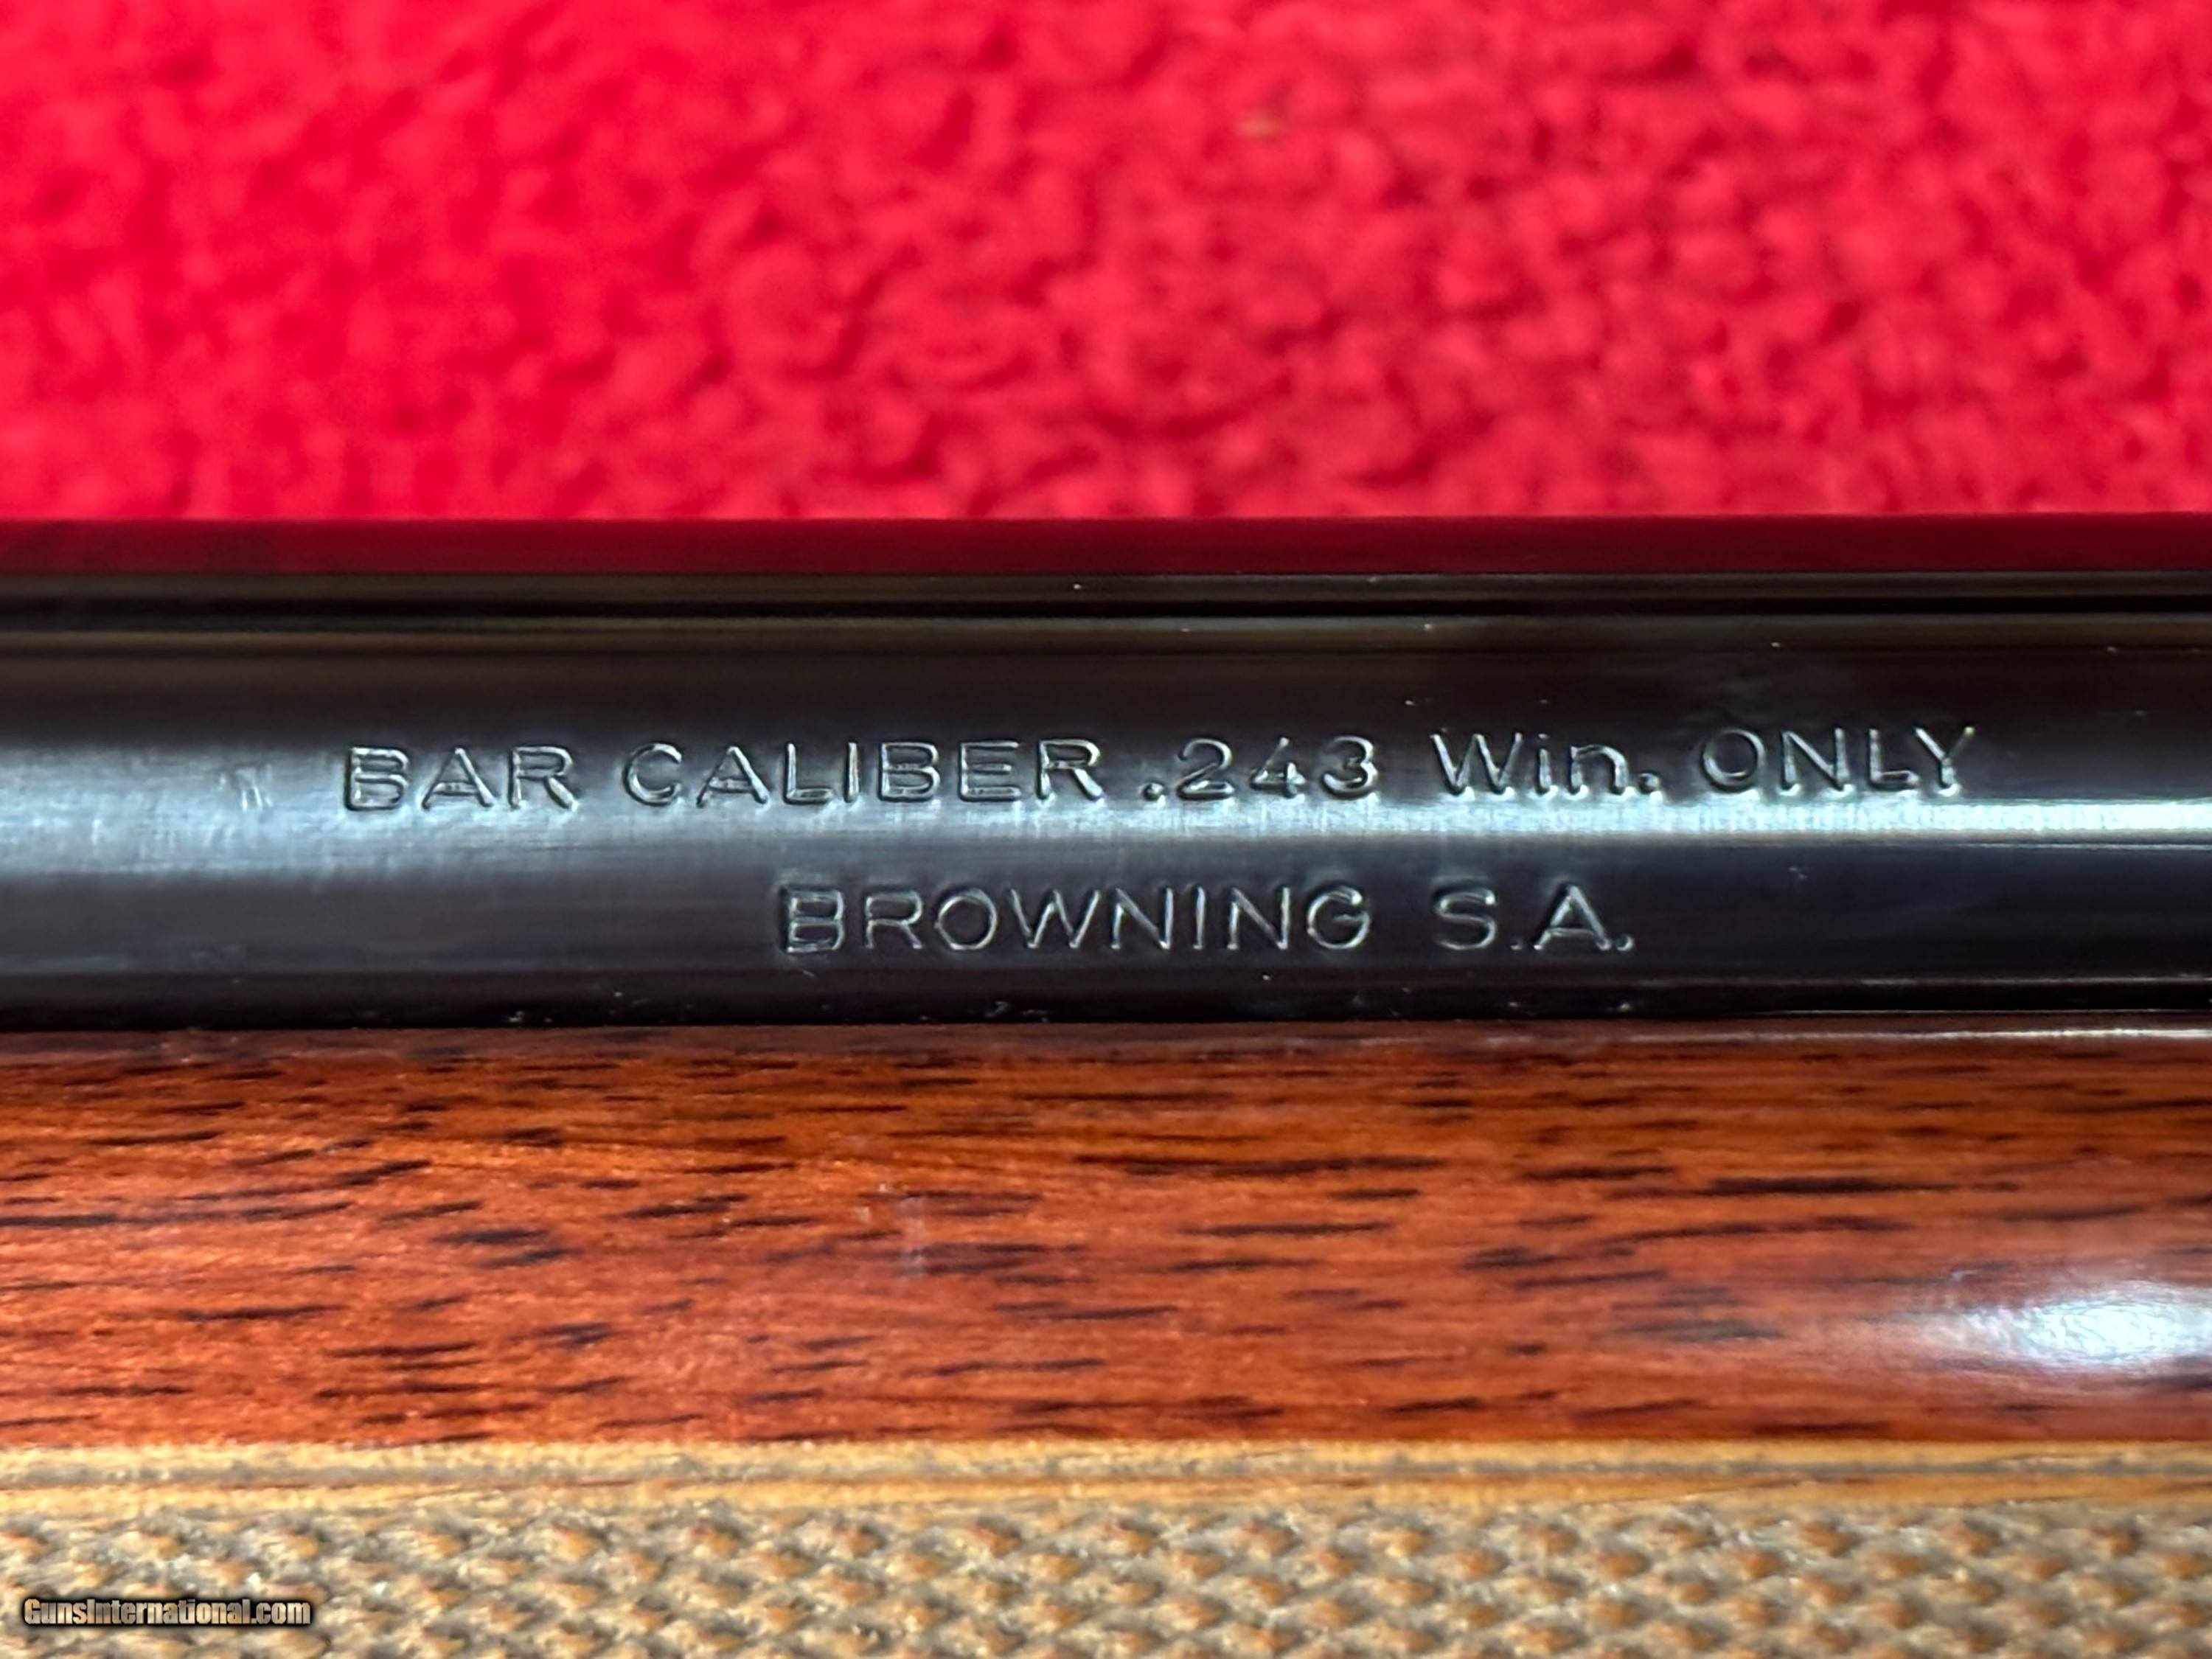 BAR CALIBER .243 Win. ONLY
BROWNING S.A.
GunsInternational.com